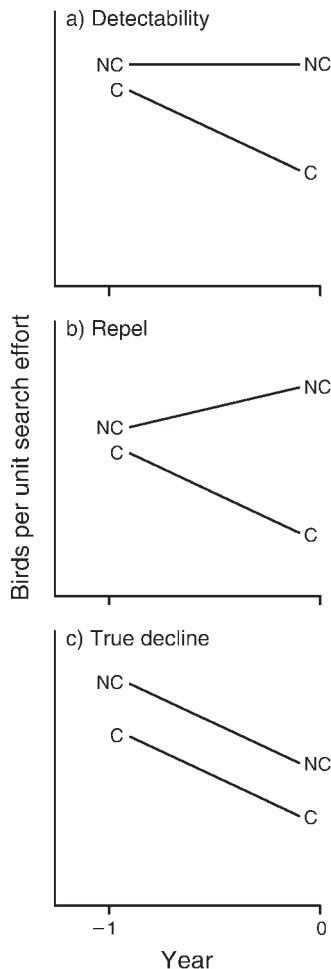 a) Detectability
NC NC
C
C
Birds per unit search effort
b) Repel
NC
NC
C
C
c) True decline
NC
C
NC
C
−1 0
Year